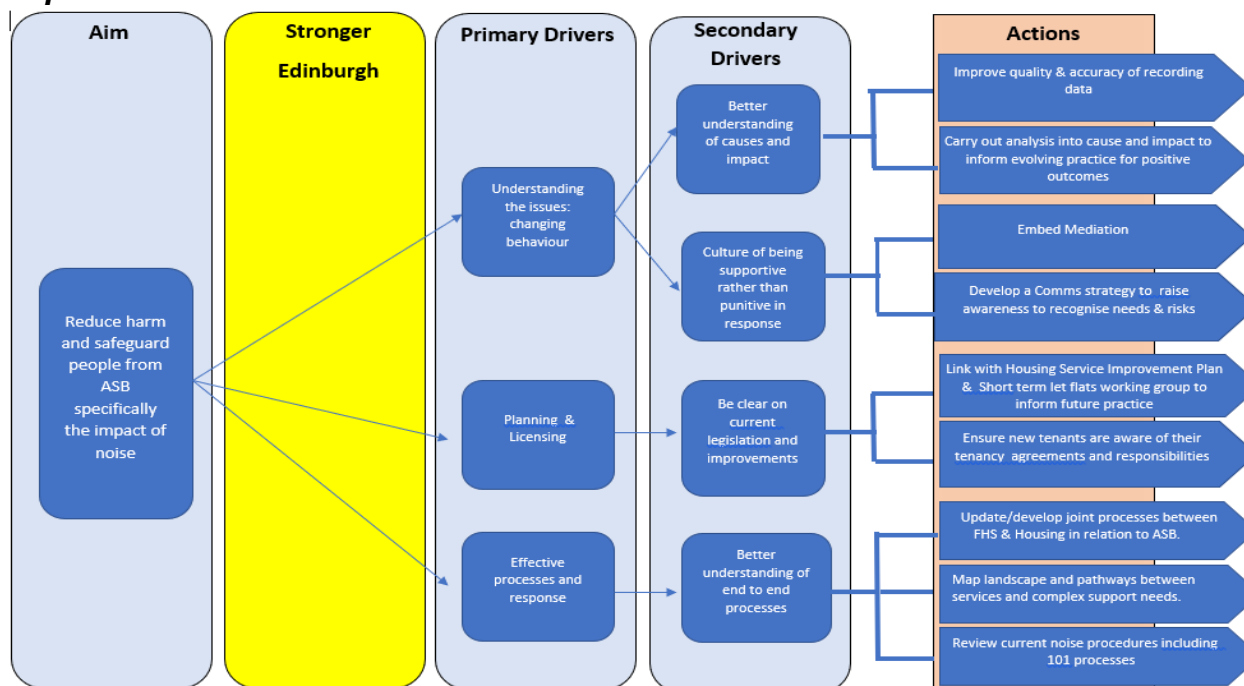 Aim
Stronger
Edinburgh
Primary Drivers
Secondary
Drivers
Actions
Reduce harm
and safeguard
people from
ASB
specifically
the impact of
noise
Understanding
the issues:
changing
behaviour
Planning & 
Licensing
Effective
processes and
response
Better
understanding
of causes and
impact
Culture of being
supportive
rather than
punitive in
response
Be clear on
current
legislation and
improvements
Better
understanding of
end to end
processes
Improve quality & accuracy of recording
data
Carry out analysis into cause and impact to
inform evolving practice for positive
outcomes
Embed Mediation
Develop a Comms strategy to raise
awareness to recognise needs & risks
Link with Housing Service Improvement Plan
& Short term let flats working group to
inform future practice
Ensure new tenants are aware of their
tenancy agreements and responsibilities
Update/develop joint processes between
FHS & Housing in relation to ASB.
Map landscape and pathways between
services and complex support needs.
Review current noise procedures including
101 processes